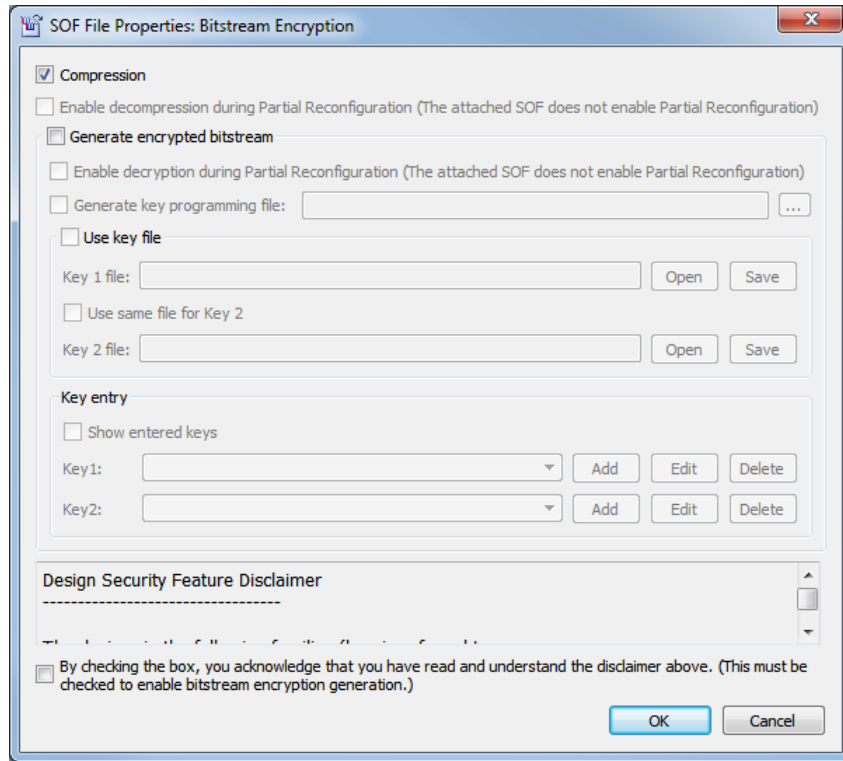 SOF File Properties: Bitstream Encryption
Compression
Enable decompression during Partial Reconfiguration (The attached SOF does not enable Partial Reconfiguration)
Generate encrypted bitstream
Enable decryption during Partial Reconfiguration (The attached SOF does not enable Partial Reconfiguration)
Generate key programming file: ...
Use key file
Key 1 file: Open Save
Use same file for Key 2
Key 2 file: Open Save
Key entry
Show entered keys
Key1: Add Edit Delete
Key2: Add Edit Delete
Design Security Feature Disclaimer
----------------------------------
By checking the box, you acknowledge that you have read and understand the disclaimer above. (This must be
checked to enable bitstream encryption generation.)
OK Cancel